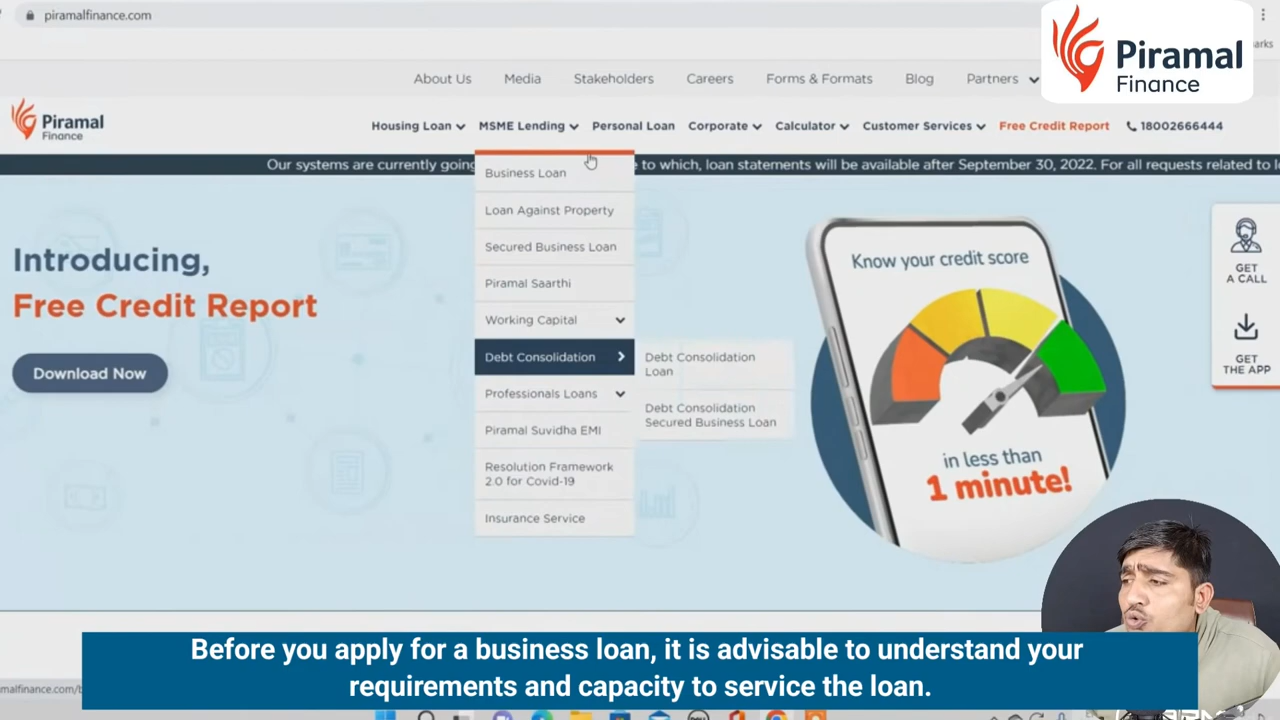 piramalfinance.com
Piramal
Finance
arks
About Us Media Stakeholders Careers Forms & Formats Blog Partners
Piramal
Finance
Housing Loan MSME Lending Personal Loan Corporate Calculator Customer Services Free Credit Report 18002666444
Our systems are currently going to which, loan statements will be available after September 30, 2022. For all requests related to
Business Loan
Loan Against Property
Secured Business Loan
Piramal Saarthi
Working Capital
Debt Consolidation
Professionals Loans
Piramal Suvidha EMI
Resolution Framework
2.0 for Covid-19
Insurance Service
Debt Consolidation
Loan
Debt Consolidation
Secured Business Loan
Introducing,
Free Credit Report
Download Now
Know your credit score
in less than
1 minute!
GET
A CALL
GET
THE APP
Before you apply for a business loan, it is advisable to understand your
requirements and capacity to service the loan.
malfinance.com/b